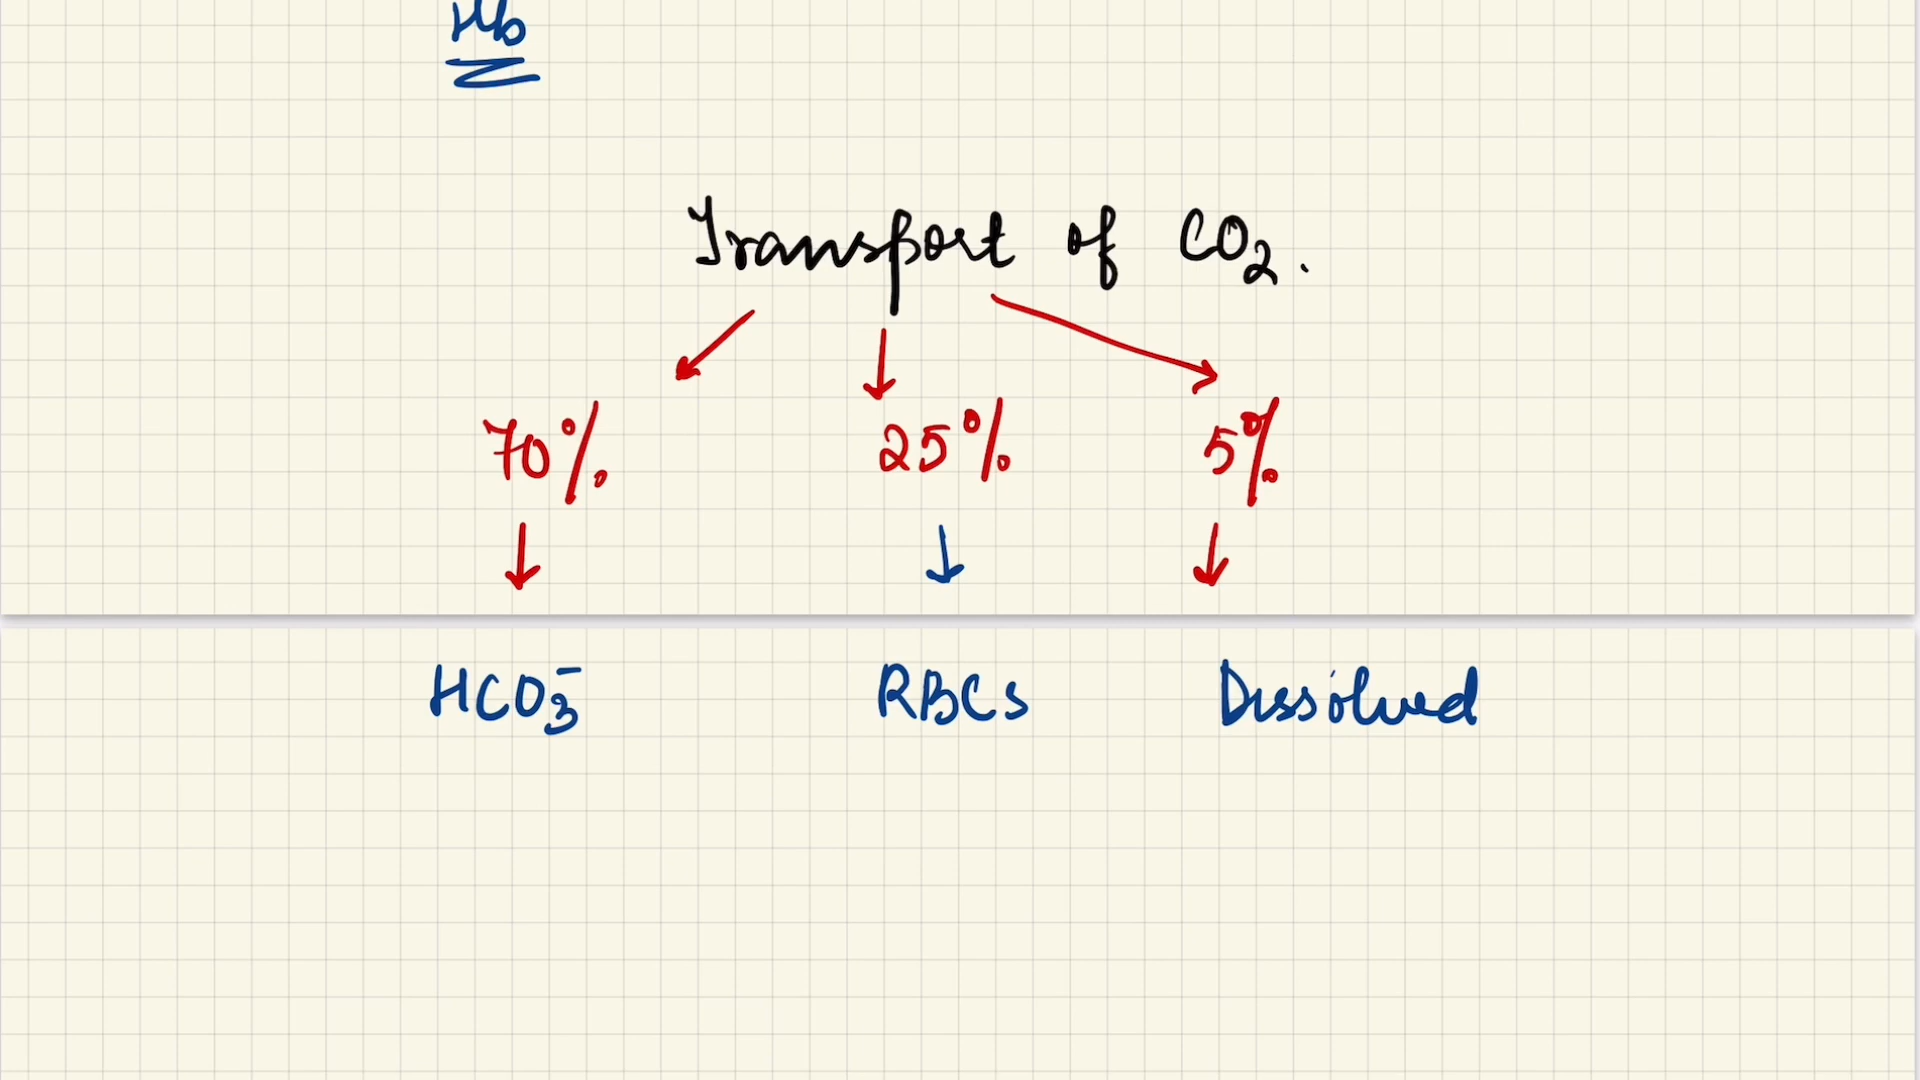 Hb
Transport of CO₂.
70% 25% 5%
HCO₃⁻ RBCs Dissolved